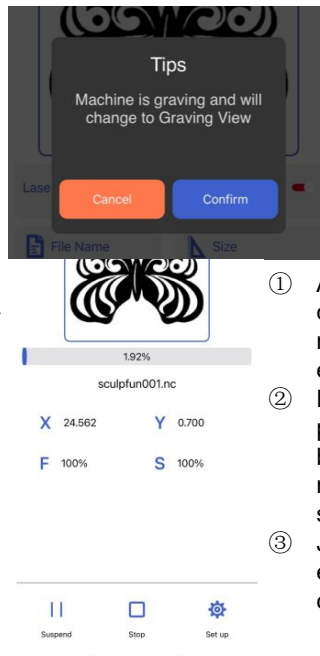 Tips
Machine is graving and will
change to Graving View
Cancel
Confirm
File Name
Size
1.92%
sculpfun001.nc
X 24.562 Y 0.700
F 100% S 100%
Suspend Stop Set up
①
②
③